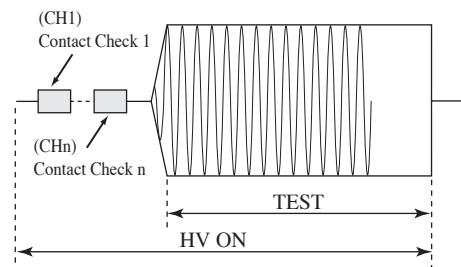 (CH1)
Contact Check 1
(CHn)
Contact Check n
TEST
HV ON